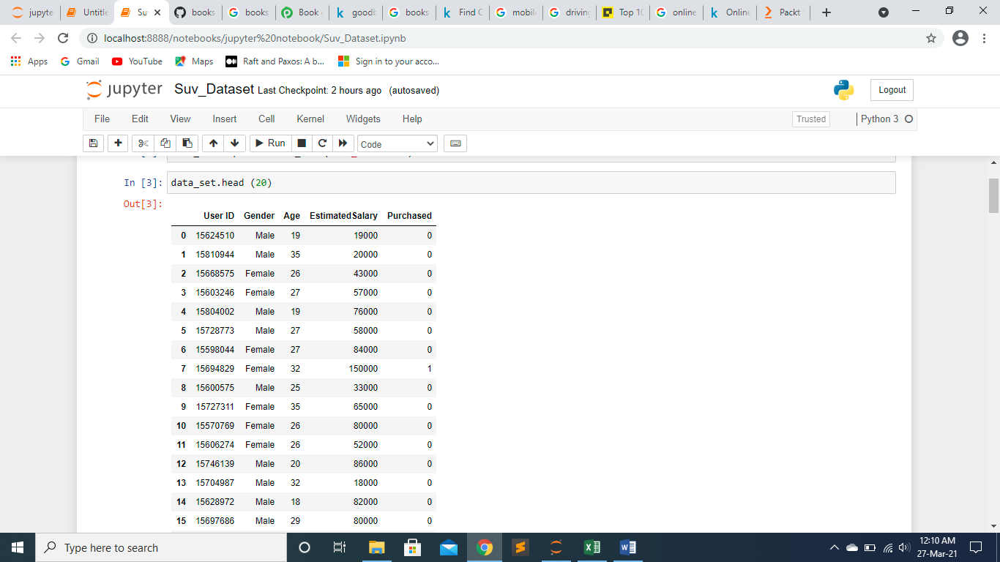 jupyte Untitle Su books books Book goodb books Find C mobile driving Top 10 online Online Packt
localhost:8888/notebooks/jupyter%20notebook/Suv_Dataset.ipynb
Apps Gmail YouTube Maps Raft and Paxos: A b... Sign in to your acco...
jupyter Suv_Dataset Last Checkpoint: 2 hours ago (autosaved) Logout
File Edit View Insert Cell Kernel Widgets Help Trusted Python 3
Run Code
In [3]: data_set.head (20)
Out[3]:
User ID Gender Age EstimatedSalary Purchased
0 15624510 Male 19 19000 0
1 15810944 Male 35 20000 0
2 15668575 Female 26 43000 0
3 15603246 Female 27 57000 0
4 15804002 Male 19 76000 0
5 15728773 Male 27 58000 0
6 15598044 Female 27 84000 0
7 15694829 Female 32 150000 1
8 15600575 Male 25 33000 0
9 15727311 Female 35 65000 0
10 15570769 Female 26 80000 0
11 15606274 Female 26 52000 0
12 15746139 Male 20 86000 0
13 15704987 Male 32 18000 0
14 15628972 Male 18 82000 0
15 15697686 Male 29 80000 0
Type here to search
12:10 AM
27-Mar-21